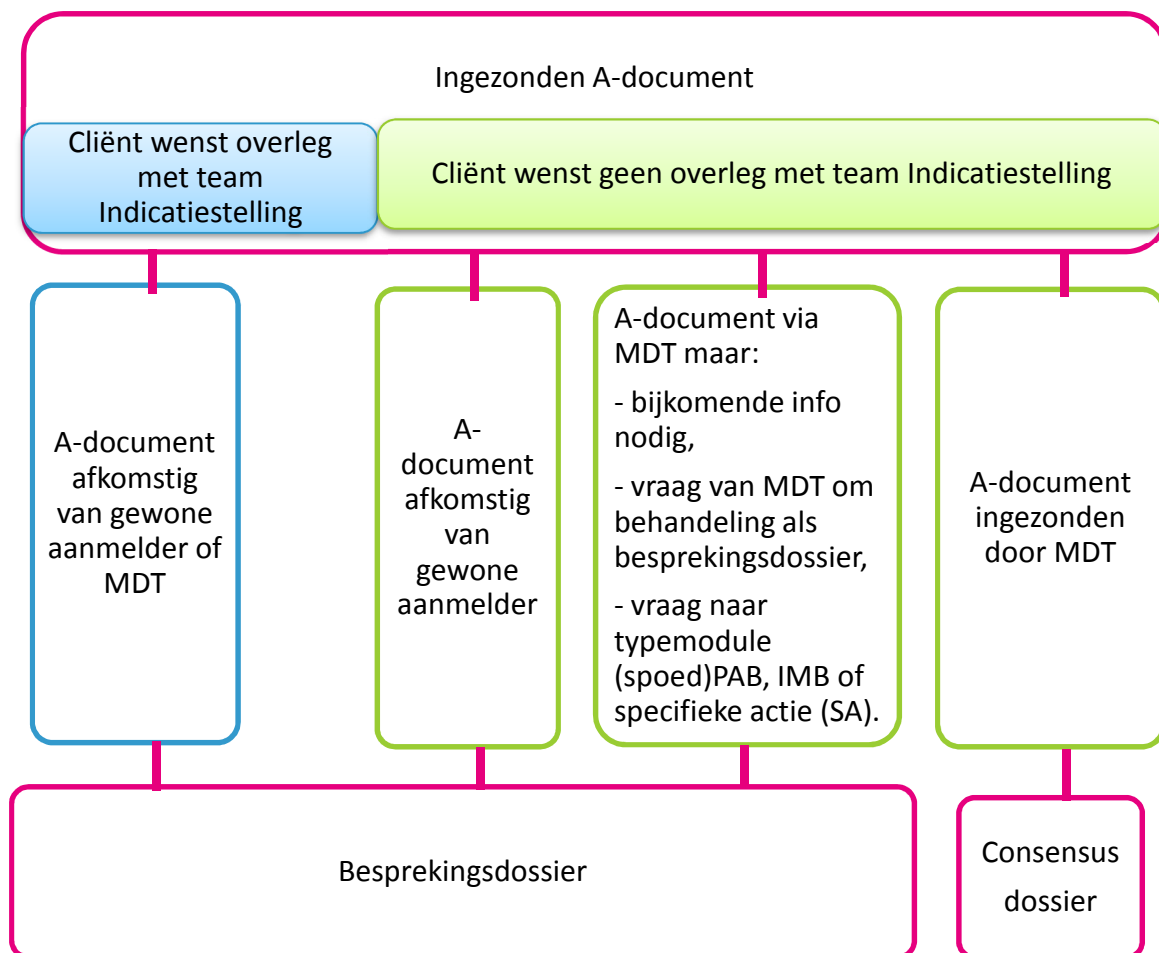 Ingezonden A-document
Cliënt wenst overleg
met team
Indicatiestelling
Cliënt wenst geen overleg met team Indicatiestelling
A-document
afkomstig
van gewone
aanmelder of
MDT
A-
document
afkomstig
van
gewone
aanmelder
A-document via
MDT maar:
- bijkomende info
nodig,
- vraag van MDT om
behandeling als
besprekingsdossier,
- vraag naar
typemodule
(spoed)PAB, IMB of
specifieke actie (SA).
A-document
ingezonden
door MDT
Besprekingsdossier
Consensus
dossier